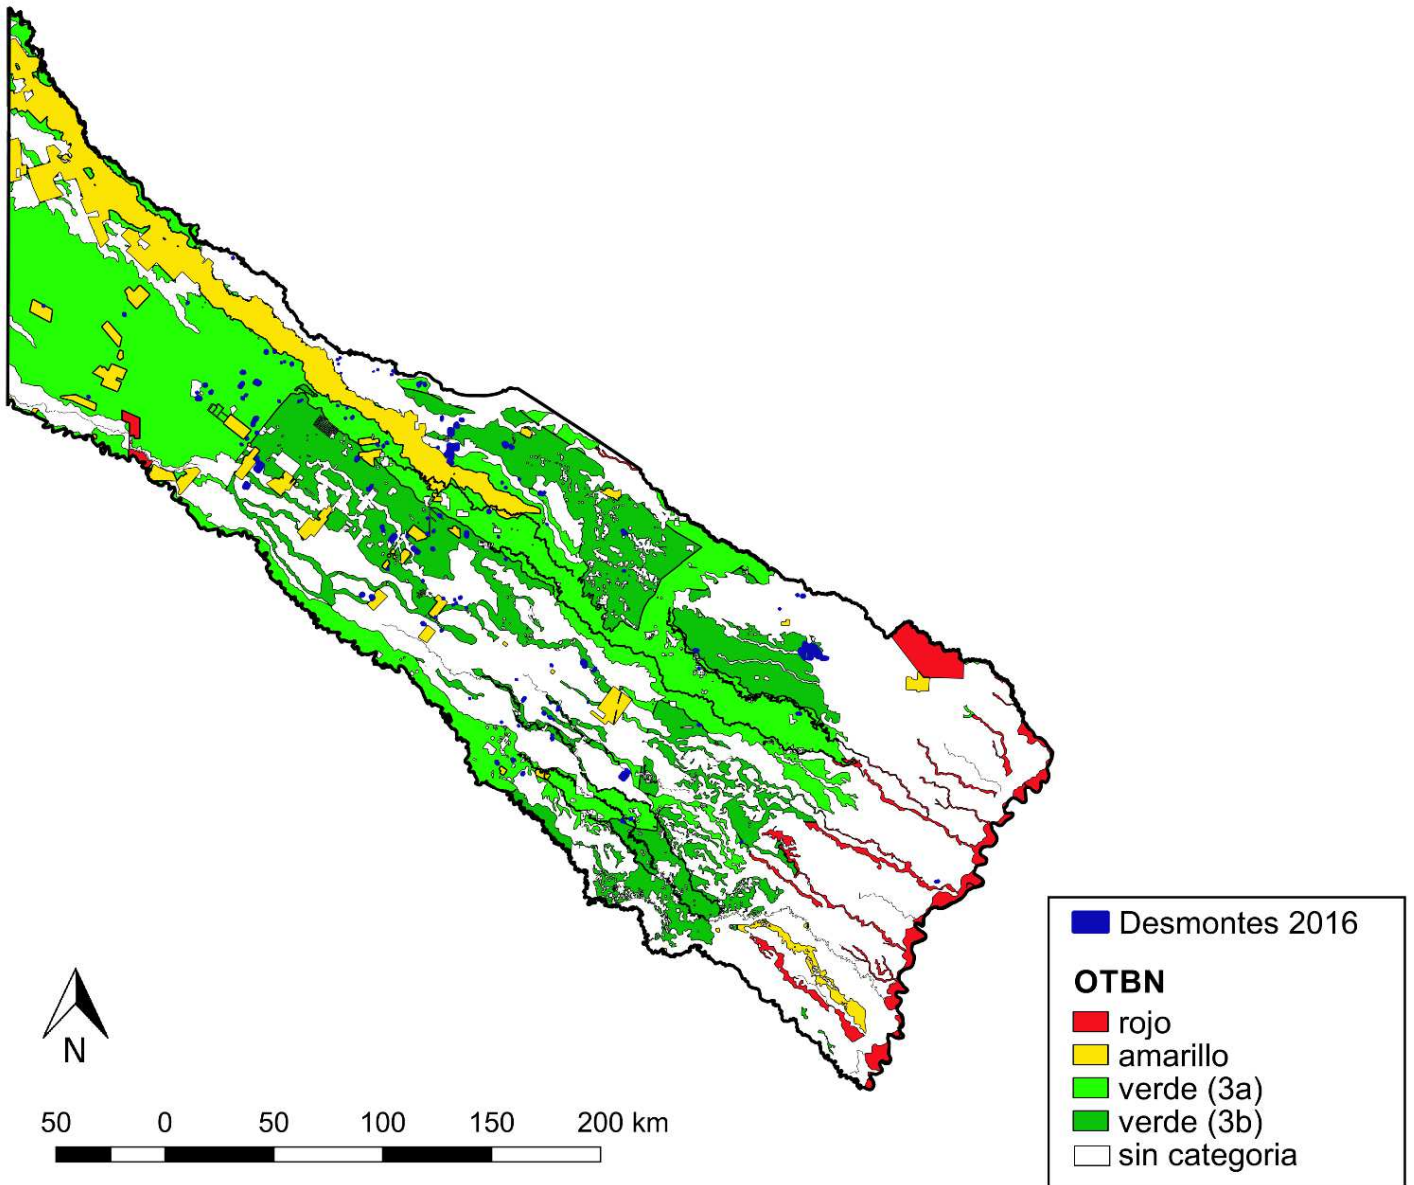 Desmontes 2016
OTBN
rojo
amarillo
verde (3a)
verde (3b)
sin categoria
N
50 0 50 100 150 200 km